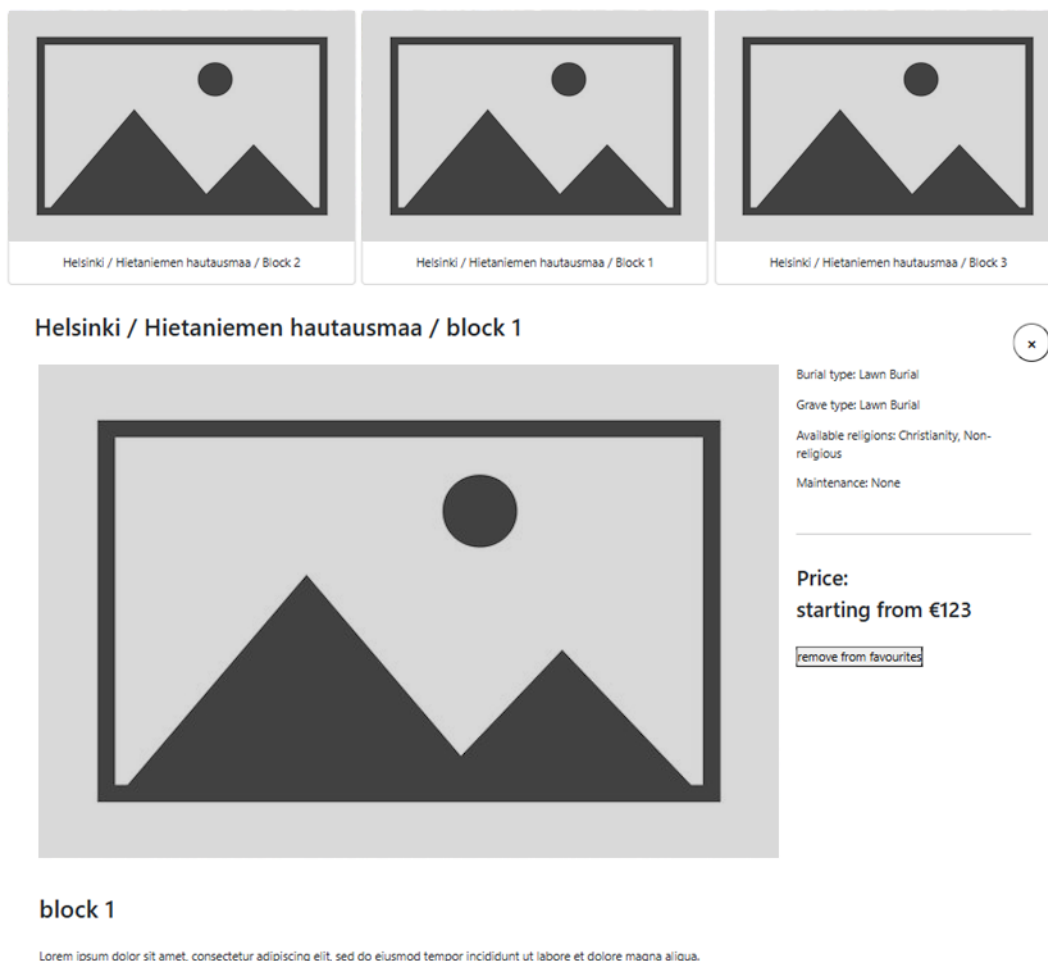 Helsinki / Hietaniemen hautausmaa / Block 2
Helsinki / Hietaniemen hautausmaa / Block 1
Helsinki / Hietaniemen hautausmaa / Block 3
Helsinki / Hietaniemen hautausmaa / block 1
×
Burial type: Lawn Burial
Grave type: Lawn Burial
Available religions: Christianity, Non-
religious
Maintenance: None
Price:
starting from €123
remove from favourites
block 1
Lorem ipsum dolor sit amet, consectetur adipiscing elit, sed do eiusmod tempor incididunt ut labore et dolore magna aliqua.